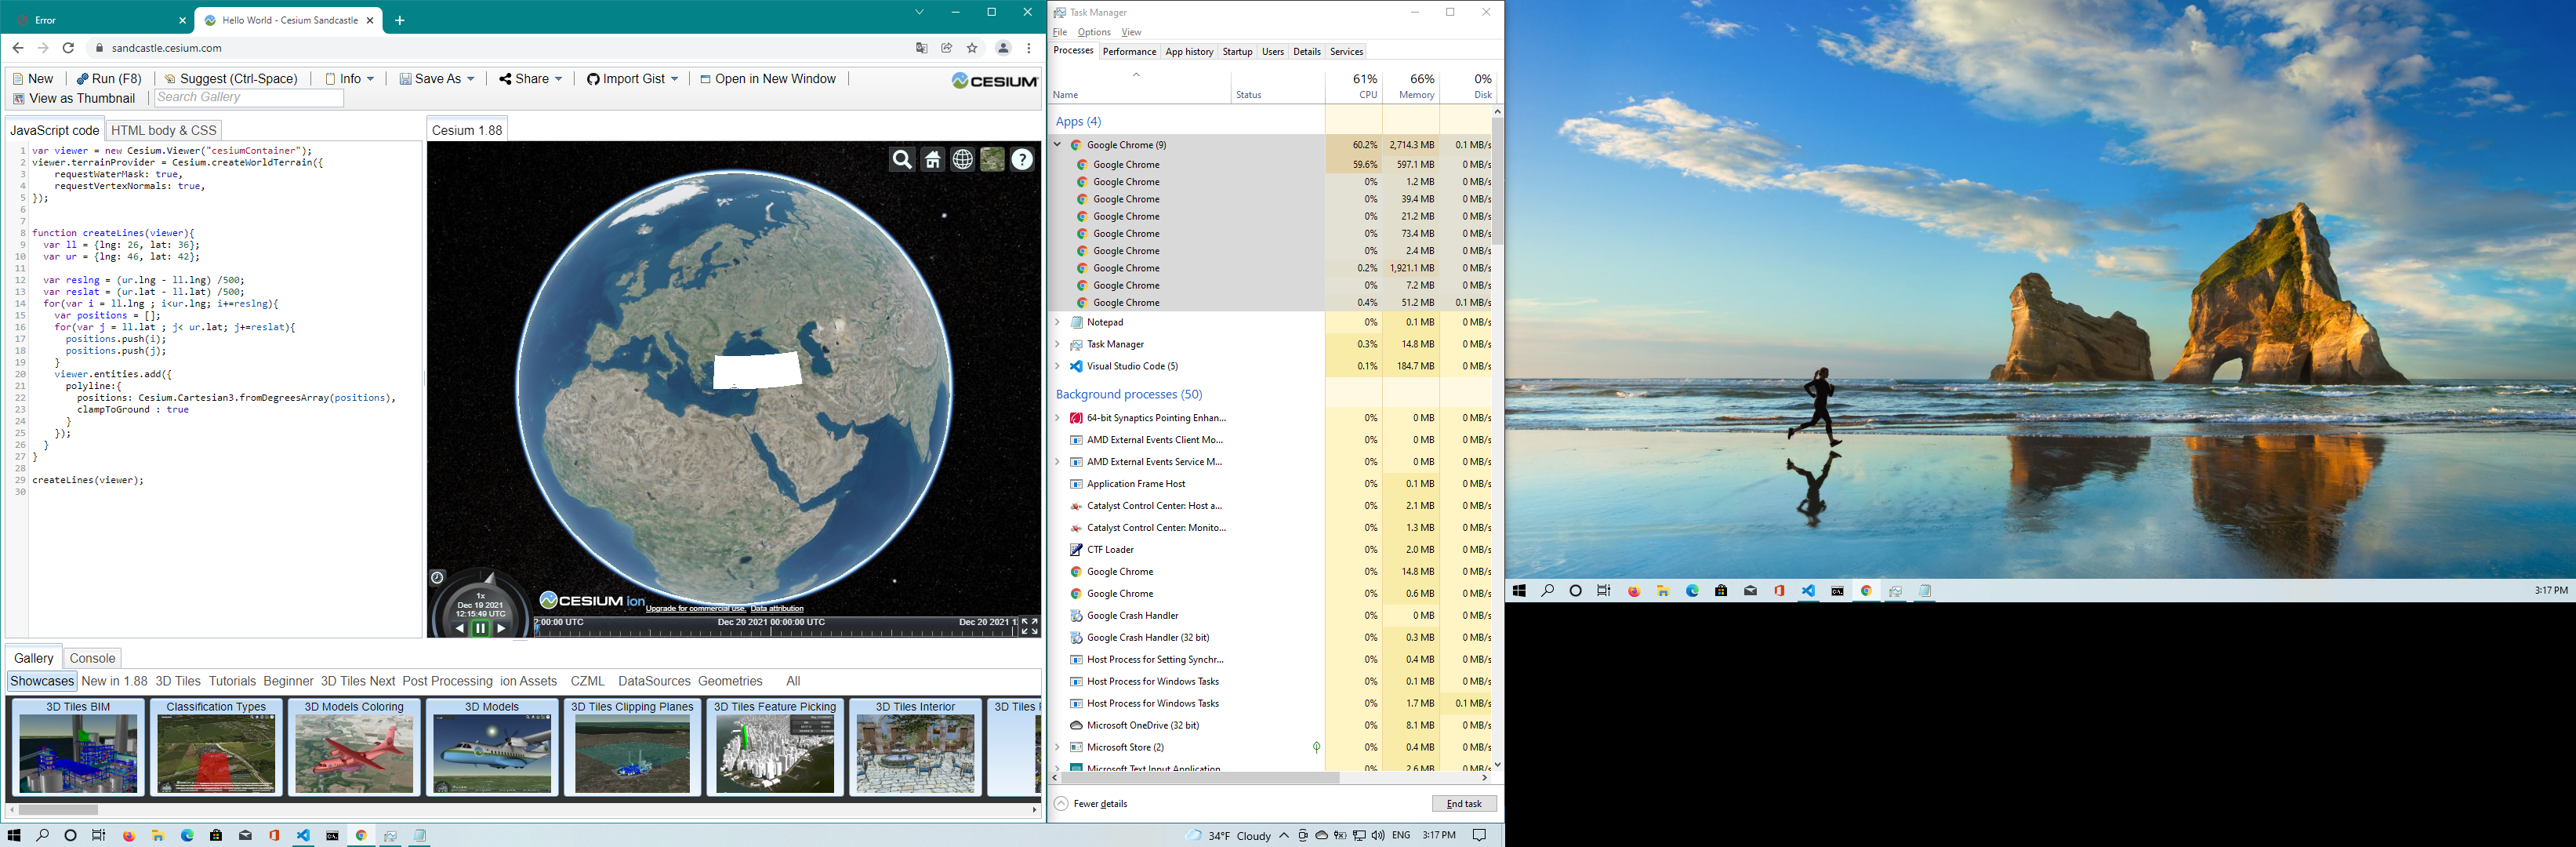 Error
Hello World - Cesium Sandcastle
sandcastle.cesium.com
New
Run (F8)
Suggest (Ctrl-Space)
Info
Save As
Share
Import Gist
Open in New Window
CESIUM
View as Thumbnail
Search Gallery
JavaScript code
HTML body & CSS
Cesium 1.88
1 var viewer = new Cesium.Viewer("cesiumContainer");
2 viewer.terrainProvider = Cesium.createWorldTerrain({
3 requestWaterMask: true,
4 requestVertexNormals: true,
5 });
6
7
8 function createLines(viewer){
9 var ll = {lng: 26, lat: 36};
10 var ur = {lng: 46, lat: 42};
11
12 var reslng = (ur.lng - ll.lng) /500;
13 var reslat = (ur.lat - ll.lat) /500;
14 for(var i = ll.lng ; i<ur.lng; i+=reslng){
15 var positions = [];
16 for(var j = ll.lat ; j< ur.lat; j+=reslat){
17 positions.push(i);
18 positions.push(j);
19 }
20 viewer.entities.add({
21 polyline:{
22 positions: Cesium.Cartesian3.fromDegreesArray(positions),
23 clampToGround : true
24 }
25 });
26 }
27 }
28
29 createLines(viewer);
30
?
1x
Dec 19 2021
12:15:49 UTC
CESIUM ion
Upgrade for commercial use. Data attribution
2:00:00 UTC
Dec 20 2021 00:00:00 UTC
Dec 20 2021 1
Gallery
Console
Showcases
New in 1.88
3D Tiles
Tutorials
Beginner
3D Tiles Next
Post Processing
ion Assets
CZML
DataSources
Geometries
All
3D Tiles BIM
Classification Types
3D Models Coloring
3D Models
3D Tiles Clipping Planes
3D Tiles Feature Picking
3D Tiles Interior
3D Tiles
Task Manager
File Options View
Processes Performance App history Startup Users Details Services
61% 66% 0%
Name Status CPU Memory Disk
Apps (4)
Google Chrome (9) 60.2% 2,714.3 MB 0.1 MB/s
Google Chrome 59.6% 597.1 MB 0 MB/s
Google Chrome 0% 1.2 MB 0 MB/s
Google Chrome 0% 39.4 MB 0 MB/s
Google Chrome 0% 21.2 MB 0 MB/s
Google Chrome 0% 73.4 MB 0 MB/s
Google Chrome 0% 2.4 MB 0 MB/s
Google Chrome 0.2% 1,921.1 MB 0 MB/s
Google Chrome 0% 7.2 MB 0 MB/s
Google Chrome 0.4% 51.2 MB 0.1 MB/s
Notepad 0% 0.1 MB 0 MB/s
Task Manager 0.3% 14.8 MB 0 MB/s
Visual Studio Code (5) 0.1% 184.7 MB 0 MB/s
Background processes (50)
64-bit Synaptics Pointing Enhan... 0% 0 MB 0 MB/s
AMD External Events Client Mo... 0% 0 MB 0 MB/s
AMD External Events Service M... 0% 0 MB 0 MB/s
Application Frame Host 0% 0.1 MB 0 MB/s
Catalyst Control Center: Host a... 0% 2.1 MB 0 MB/s
Catalyst Control Center: Monito... 0% 1.3 MB 0 MB/s
CTF Loader 0% 2.0 MB 0 MB/s
Google Chrome 0% 14.8 MB 0 MB/s
Google Chrome 0% 0.6 MB 0 MB/s
Google Crash Handler 0% 0 MB 0 MB/s
Google Crash Handler (32 bit) 0% 0.3 MB 0 MB/s
Host Process for Setting Synchr... 0% 0.4 MB 0 MB/s
Host Process for Windows Tasks 0% 0.1 MB 0 MB/s
Host Process for Windows Tasks 0% 1.7 MB 0.1 MB/s
Microsoft OneDrive (32 bit) 0% 8.1 MB 0 MB/s
Microsoft Store (2) 0% 0.4 MB 0 MB/s
Microsoft Text Input Application 0% 2.6 MB 0 MB/s
Fewer details
End task
34°F Cloudy
ENG
3:17 PM
3:17 PM